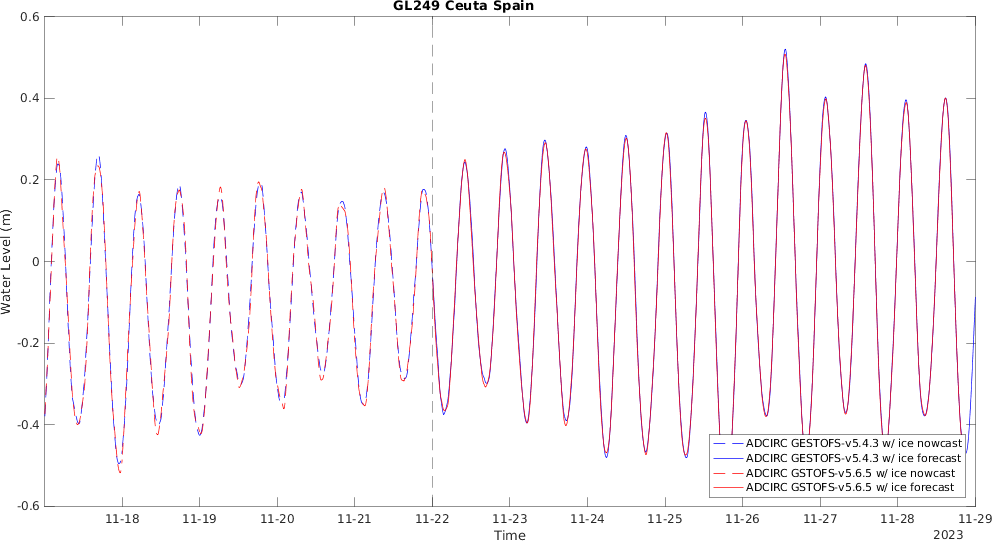 GL249 Ceuta Spain
0.6
0.4
0.2
0
-0.2
-0.4
-0.6
Water Level (m)
ADCIRC GESTOFS-v5.4.3 w/ ice nowcast
ADCIRC GESTOFS-v5.4.3 w/ ice forecast
ADCIRC GSTOFS-v5.6.5 w/ ice nowcast
ADCIRC GSTOFS-v5.6.5 w/ ice forecast
11-18 11-19 11-20 11-21 11-22 11-23 11-24 11-25 11-26 11-27 11-28 11-29
Time
2023